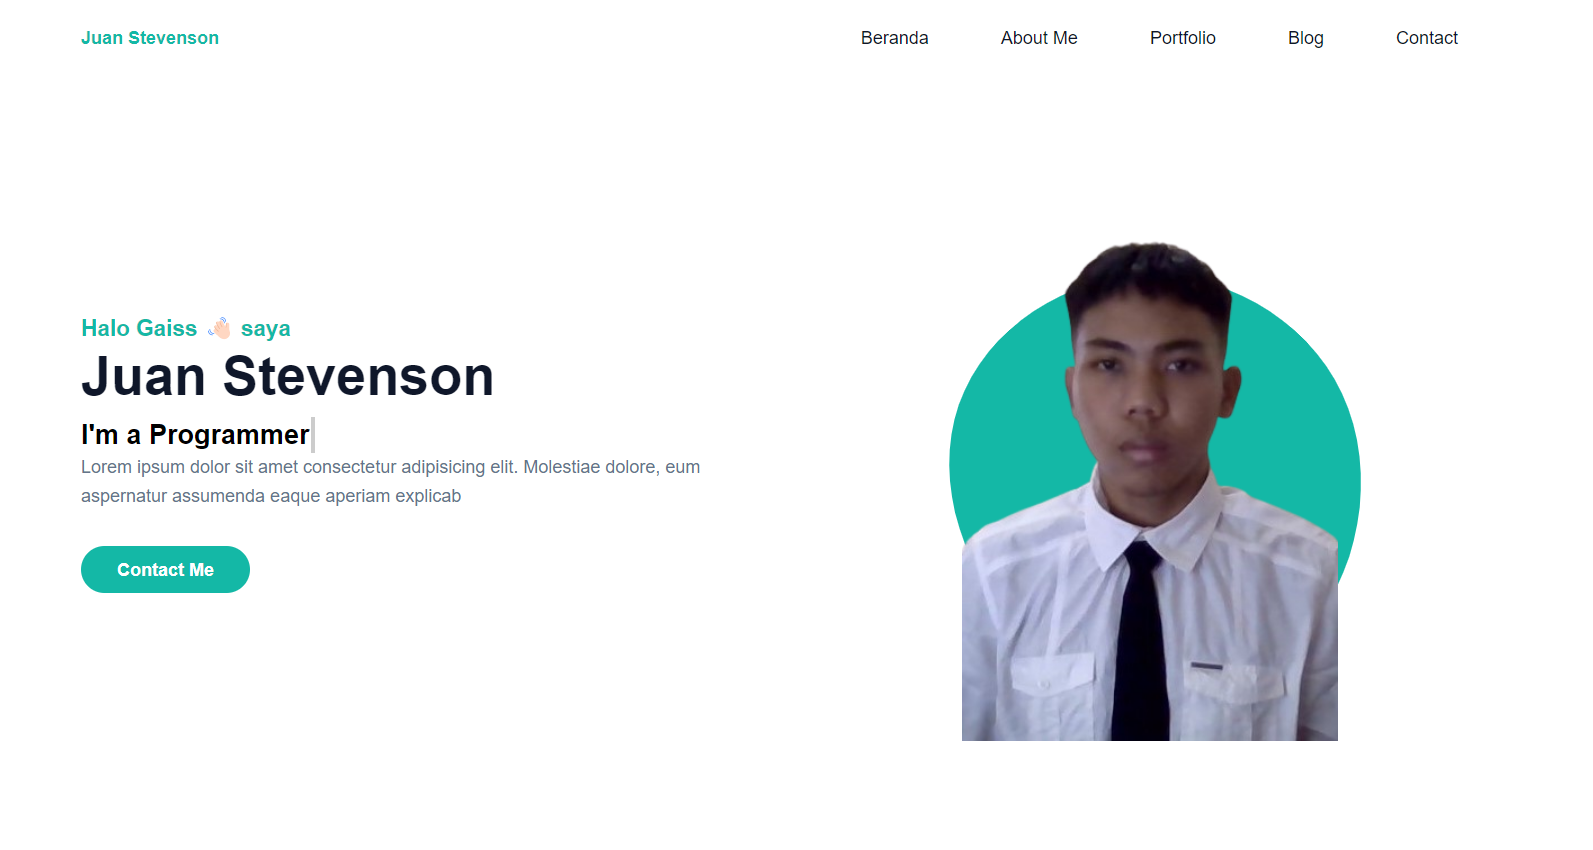 Juan Stevenson
Beranda About Me Portfolio Blog Contact
Halo Gaiss 👋🏻 saya
Juan Stevenson
I'm a Programmer
Lorem ipsum dolor sit amet consectetur adipisicing elit. Molestiae dolore, eum
aspernatur assumenda eaque aperiam explicab
Contact Me